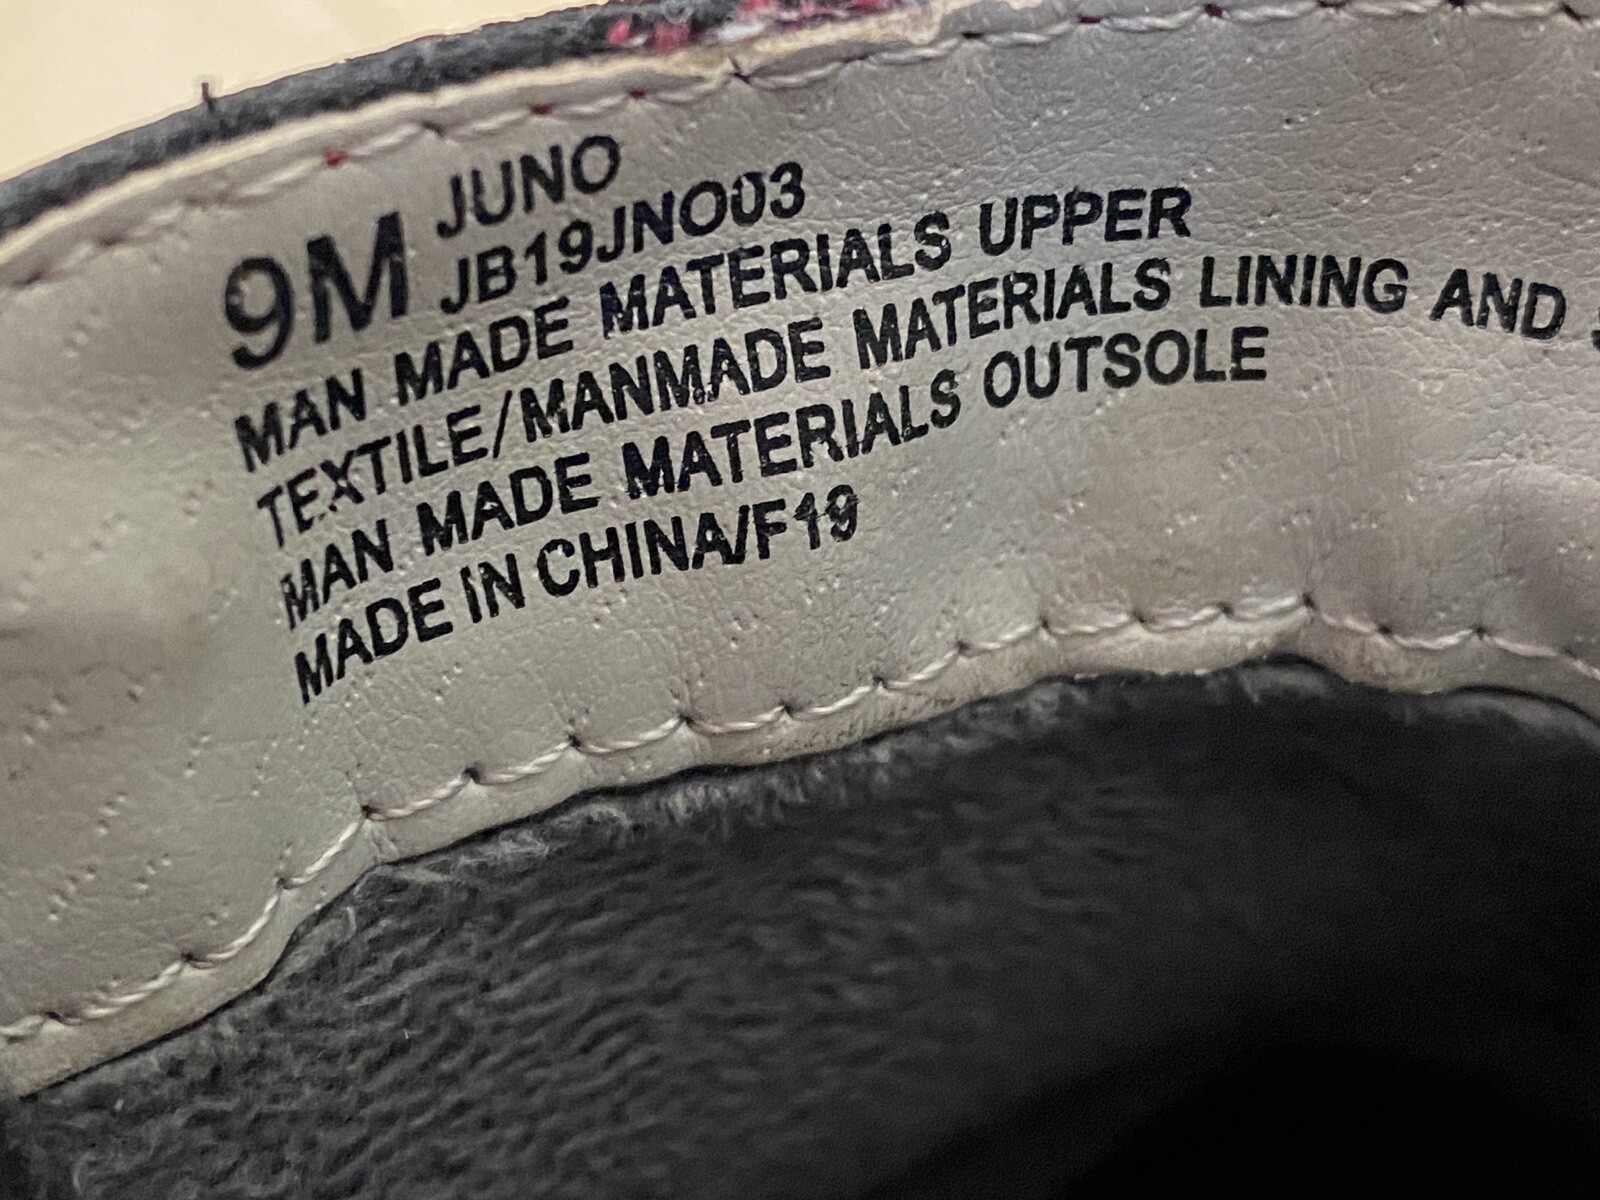 9M JUNO
JB19JNO03
MAN MADE MATERIALS UPPER
TEXTILE/MANMADE MATERIALS LINING AND
MAN MADE MATERIALS OUTSOLE
MADE IN CHINA/F19